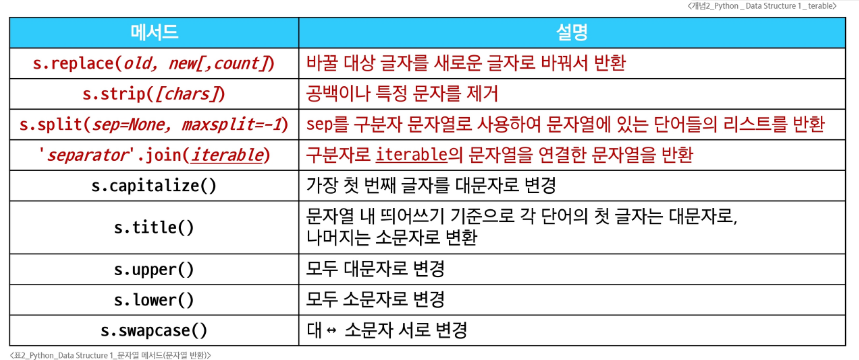 <개념2_Python_Data Structure 1_terable>
메서드 설명
s.replace(old, new[,count]) 바꿀 대상 글자를 새로운 글자로 바꿔서 반환
s.strip([chars]) 공백이나 특정 문자를 제거
s.split(sep=None, maxsplit=-1) sep를 구분자 문자열로 사용하여 문자열에 있는 단어들의 리스트를 반환
'separator'.join(iterable) 구분자로 iterable의 문자열을 연결한 문자열을 반환
s.capitalize() 가장 첫 번째 글자를 대문자로 변경
s.title() 문자열 내 띄어쓰기 기준으로 각 단어의 첫 글자는 대문자로,
나머지는 소문자로 변환
s.upper() 모두 대문자로 변경
s.lower() 모두 소문자로 변경
s.swapcase() 대↔ 소문자 서로 변경
<표2_Python_Data Structure 1_문자열 메서드(문자열 반환)>